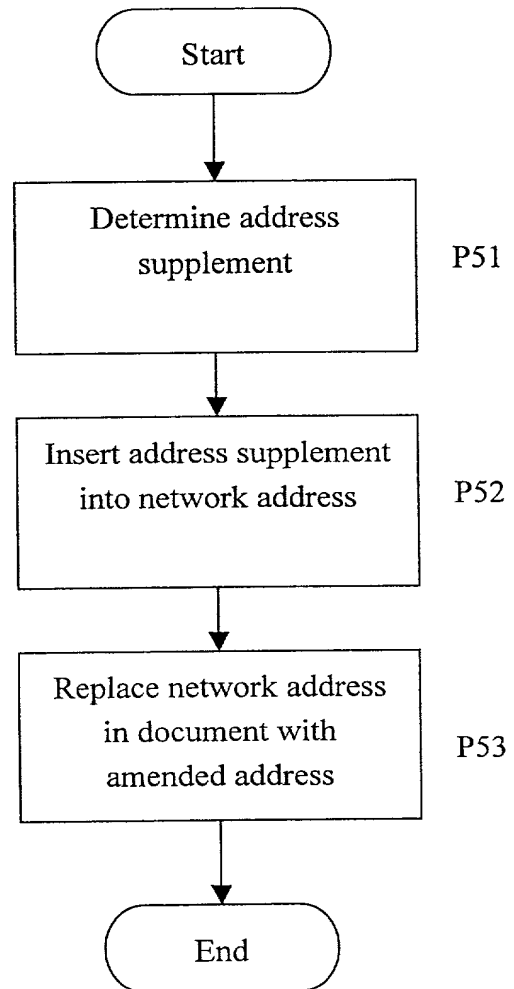 Start
Determine address
supplement
P51
Insert address supplement
into network address
P52
Replace network address
in document with
amended address
P53
End